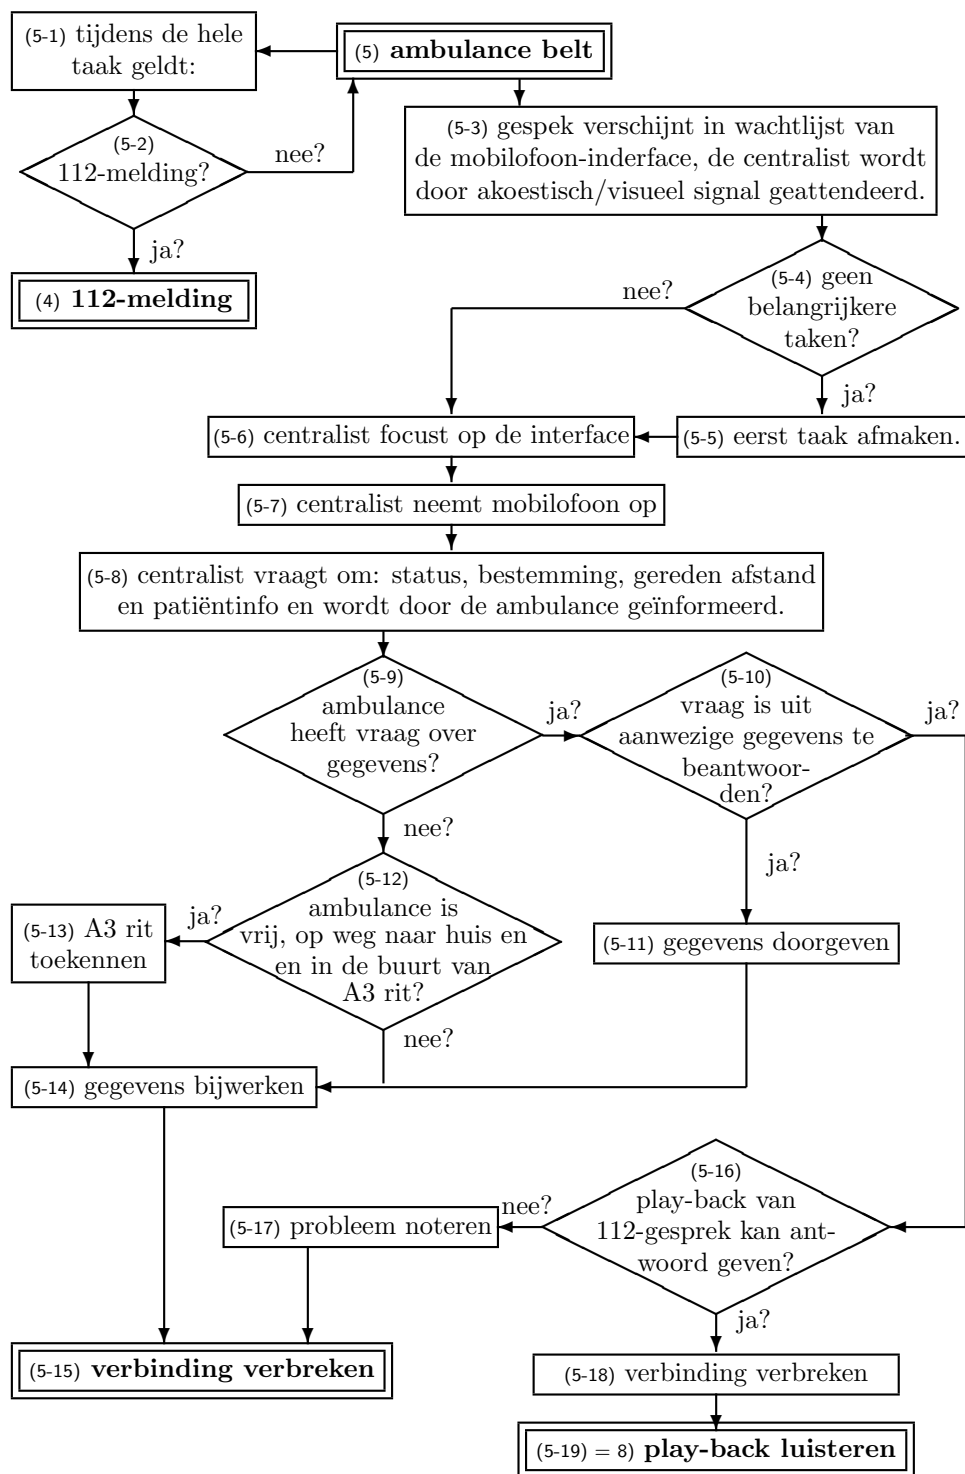 (5-1) tijdens de hele
taak geldt:
(5) ambulance belt
(5-2)
112-melding?
nee?
ja?
(4) 112-melding
(5-3) gespek verschijnt in wachtlijst van
de mobilofoon-inderface, de centralist wordt
door akoestisch/visueel signal geattendeerd.
(5-4) geen
belangrijkere
taken?
nee?
ja?
(5-5) eerst taak afmaken.
(5-6) centralist focust op de interface
(5-7) centralist neemt mobilofoon op
(5-8) centralist vraagt om: status, bestemming, gereden afstand
en patiëntinfo en wordt door de ambulance geïnformeerd.
(5-9)
ambulance
heeft vraag over
gegevens?
ja?
nee?
(5-10)
vraag is uit
aanwezige gegevens te
beantwoor-
den?
ja?
ja?
(5-11) gegevens doorgeven
(5-12)
ambulance is
vrij, op weg naar huis en
en in de buurt van
A3 rit?
ja?
nee?
(5-13) A3 rit
toekennen
(5-14) gegevens bijwerken
(5-16)
play-back van
112-gesprek kan ant-
woord geven?
nee?
ja?
(5-17) probleem noteren
(5-15) verbinding verbreken
(5-18) verbinding verbreken
(5-19) = 8) play-back luisteren